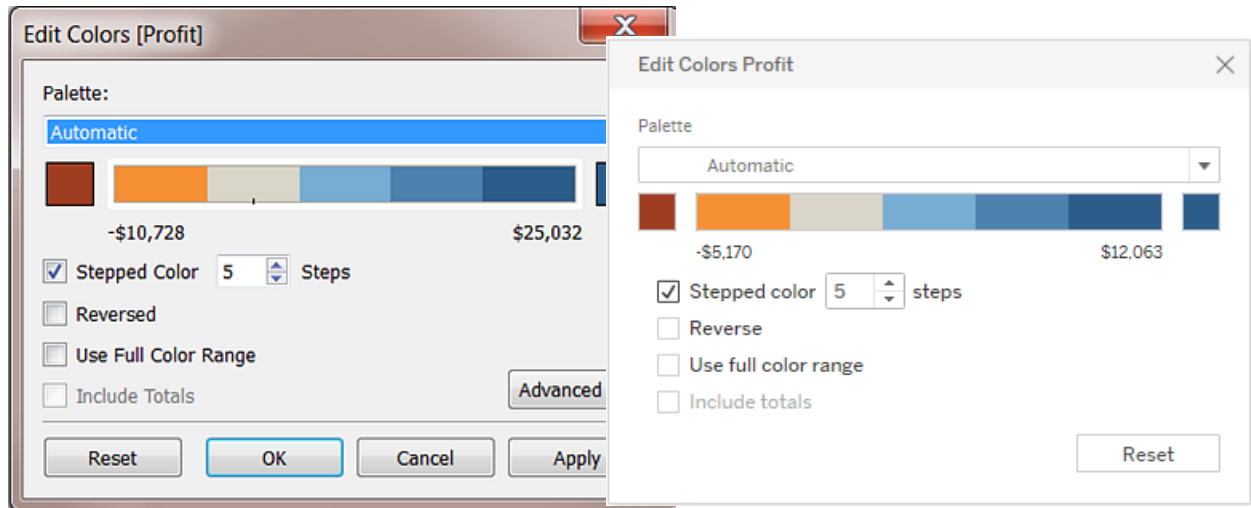 Edit Colors [Profit]
Palette:
Automatic
-$10,728 $25,032
Stepped Color 5 Steps
Reversed
Use Full Color Range
Include Totals
Advanced
Reset OK Cancel Apply
Edit Colors Profit
Palette
Automatic
-$5,170 $12,063
Stepped color 5 steps
Reverse
Use full color range
Include totals
Reset